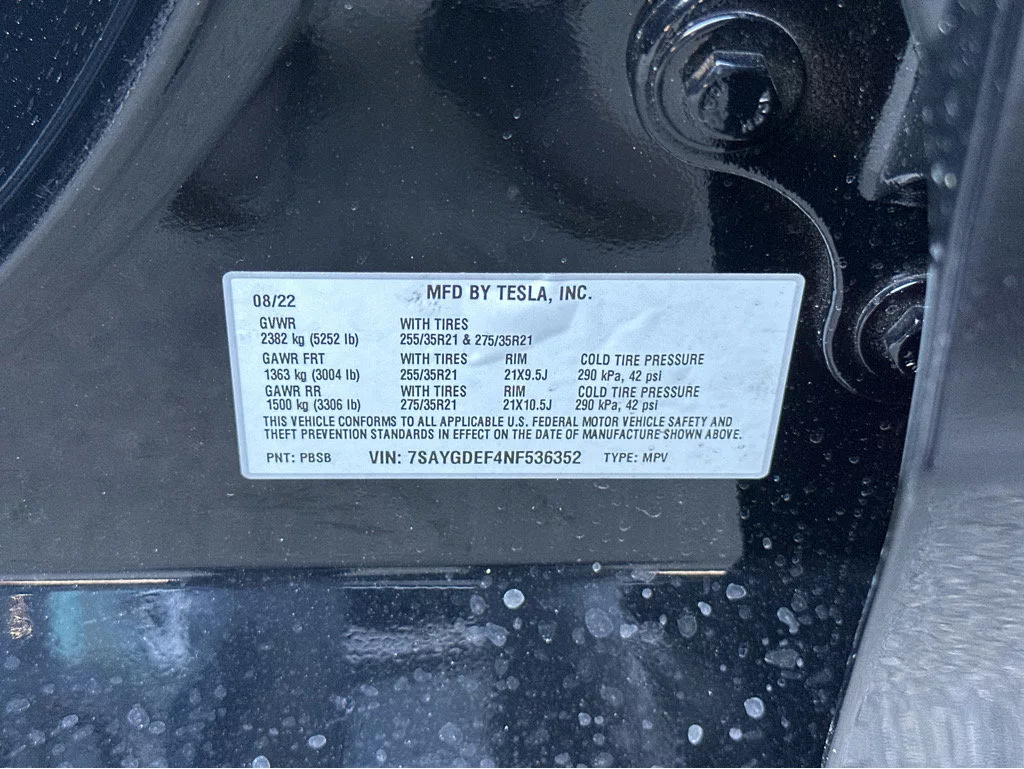 08/22 MFD BY TESLA, INC.
GVWR WITH TIRES
2382 kg (5252 lb) 255/35R21 & 275/35R21
GAWR FRT WITH TIRES RIM COLD TIRE PRESSURE
1363 kg (3004 lb) 255/35R21 21X9.5J 290 kPa, 42 psi
GAWR RR WITH TIRES RIM COLD TIRE PRESSURE
1500 kg (3306 lb) 275/35R21 21X10.5J 290 kPa, 42 psi
THIS VEHICLE CONFORMS TO ALL APPLICABLE U.S. FEDERAL MOTOR VEHICLE SAFETY AND
THEFT PREVENTION STANDARDS IN EFFECT ON THE DATE OF MANUFACTURE SHOWN ABOVE.
PNT: PBSB VIN: 7SAYGDEF4NF536352 TYPE: MPV